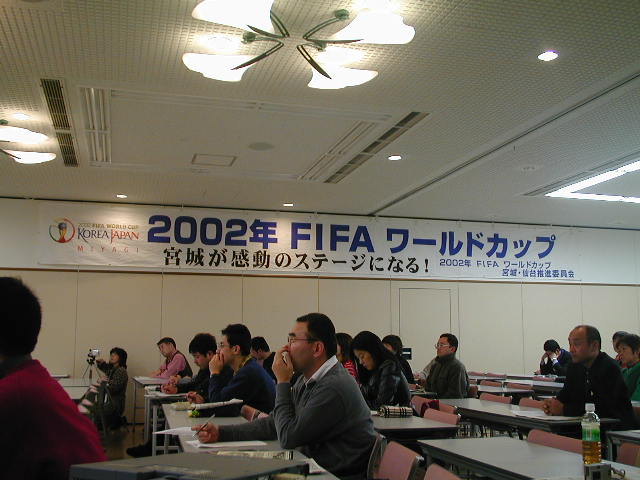 2002 FIFA WORLD CUP
KOREA JAPAN
MIYAGI
2002年 FIFA ワールドカップ
宮城が感動のステージになる!
2002年 FIFA ワールドカップ
宮城・仙台推進委員会